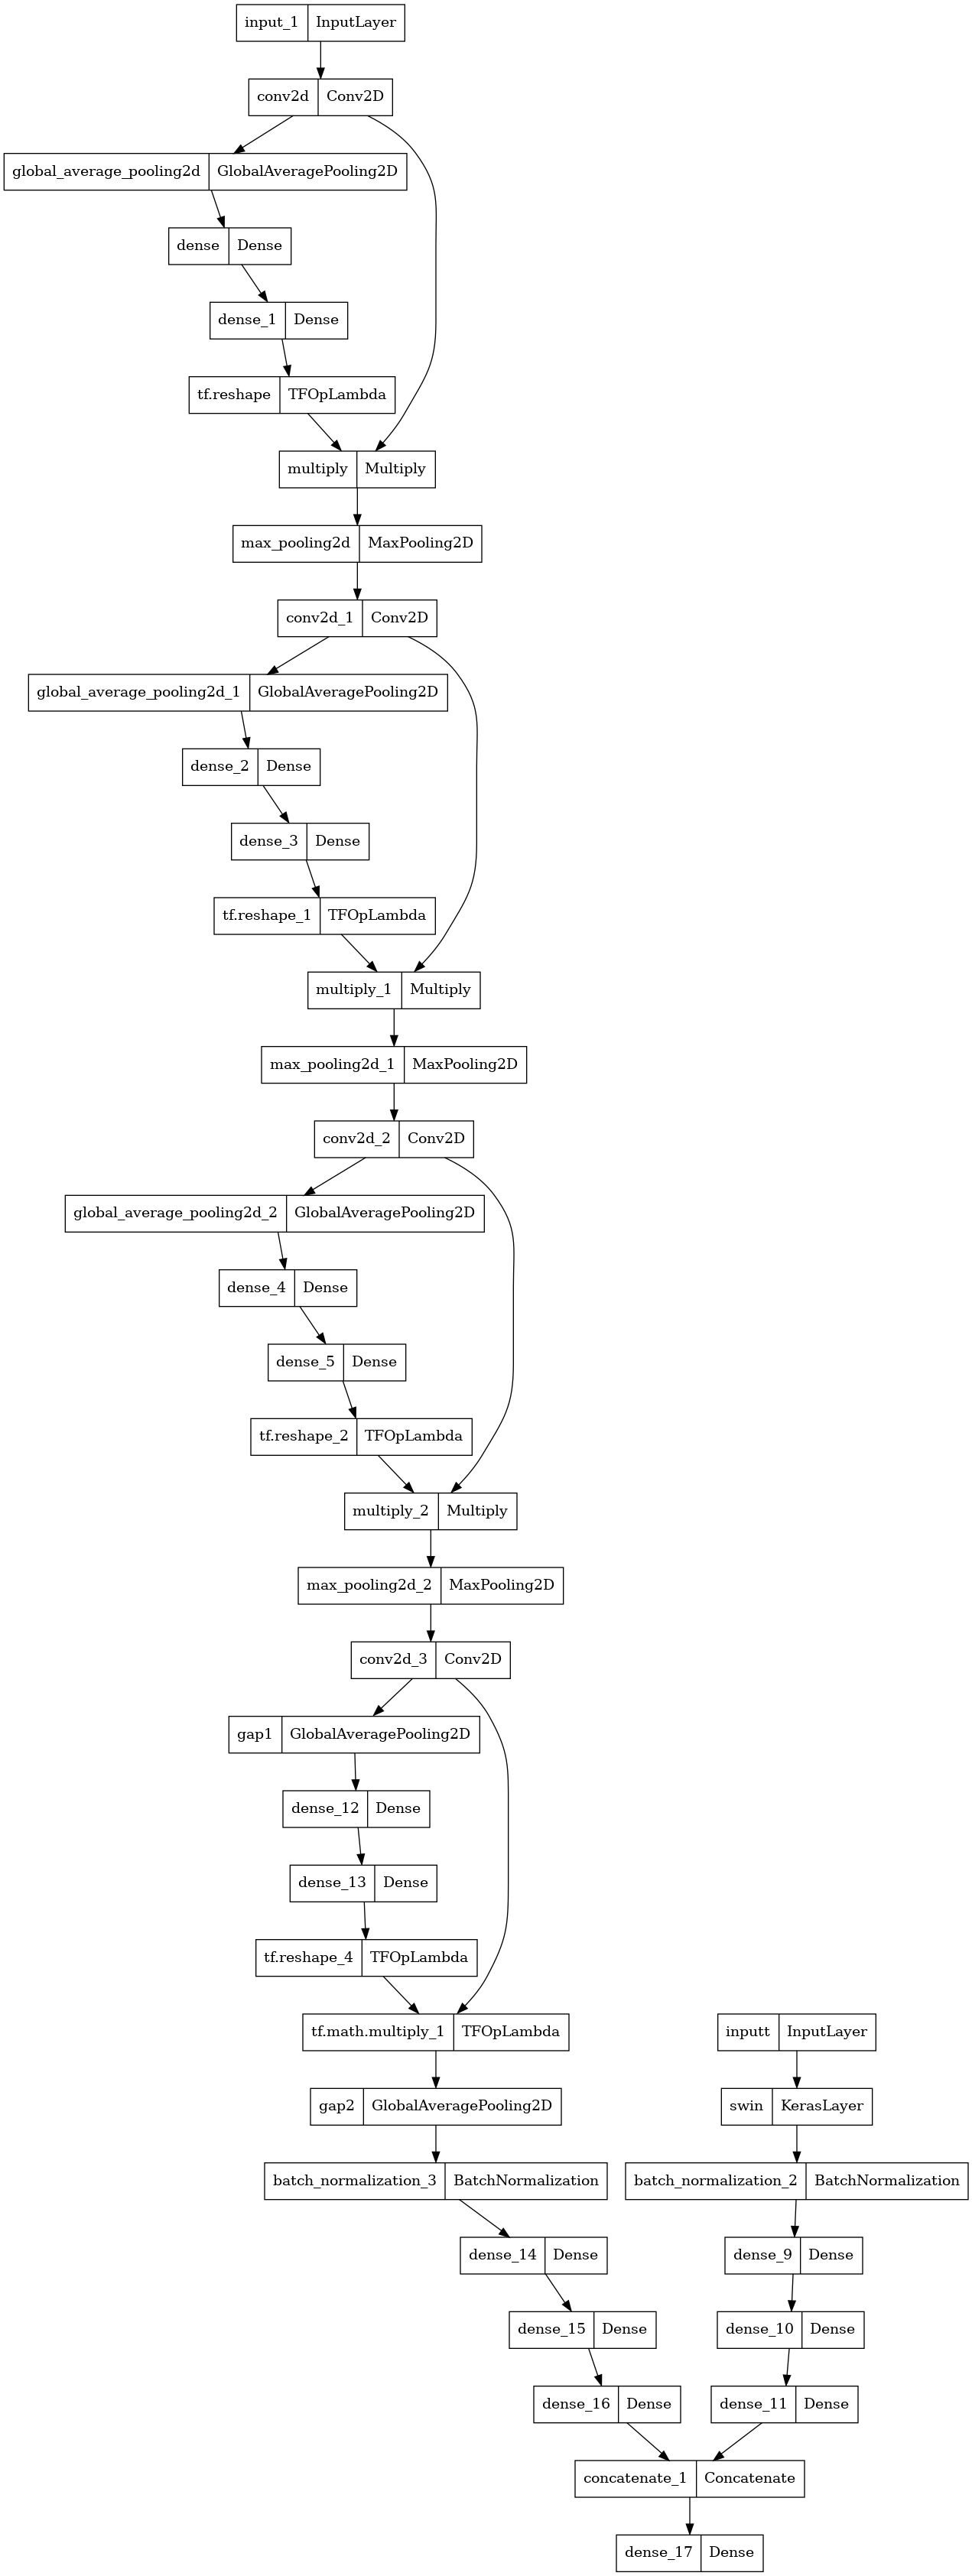 input_1 InputLayer
conv2d Conv2D
global_average_pooling2d GlobalAveragePooling2D
dense Dense
dense_1 Dense
tf.reshape TFOpLambda
multiply Multiply
max_pooling2d MaxPooling2D
conv2d_1 Conv2D
global_average_pooling2d_1 GlobalAveragePooling2D
dense_2 Dense
dense_3 Dense
tf.reshape_1 TFOpLambda
multiply_1 Multiply
max_pooling2d_1 MaxPooling2D
conv2d_2 Conv2D
global_average_pooling2d_2 GlobalAveragePooling2D
dense_4 Dense
dense_5 Dense
tf.reshape_2 TFOpLambda
multiply_2 Multiply
max_pooling2d_2 MaxPooling2D
conv2d_3 Conv2D
gap1 GlobalAveragePooling2D
dense_12 Dense
dense_13 Dense
tf.reshape_4 TFOpLambda
tf.math.multiply_1 TFOpLambda
inputt InputLayer
gap2 GlobalAveragePooling2D
swin KerasLayer
batch_normalization_3 BatchNormalization
batch_normalization_2 BatchNormalization
dense_14 Dense
dense_9 Dense
dense_15 Dense
dense_10 Dense
dense_16 Dense
dense_11 Dense
concatenate_1 Concatenate
dense_17 Dense